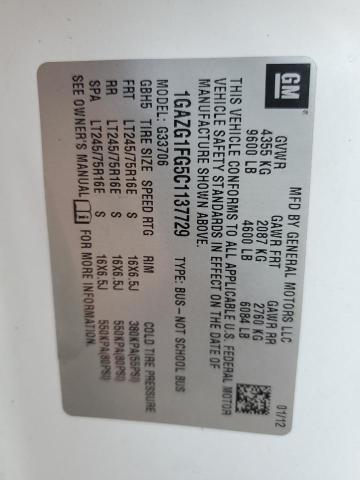 GM
MFD BY GENERAL MOTORS LLC
01/12
GVWR GAWR FRT GAWR RR
4355 KG 2087 KG 2760 KG
9600 LB 4600 LB 6084 LB
THIS VEHICLE CONFORMS TO ALL APPLICABLE U.S. FEDERAL MOTOR
VEHICLE SAFETY STANDARDS IN EFFECT ON THE DATE OF
MANUFACTURE SHOWN ABOVE.
1GAZG1FG5C1137729 TYPE: BUS–NOT SCHOOL BUS
MODEL: G33706
GBH5 TIRE SIZE SPEED RTG RIM COLD TIRE PRESSURE
FRT LT245/75R16E S 16X6.5J 380KPA(55PSI)
RR LT245/75R16E S 16X6.5J 550KPA(80PSI)
SPA LT245/75R16E S 16X6.5J 550KPA(80PSI)
SEE OWNER'S MANUAL FOR MORE INFORMATION.